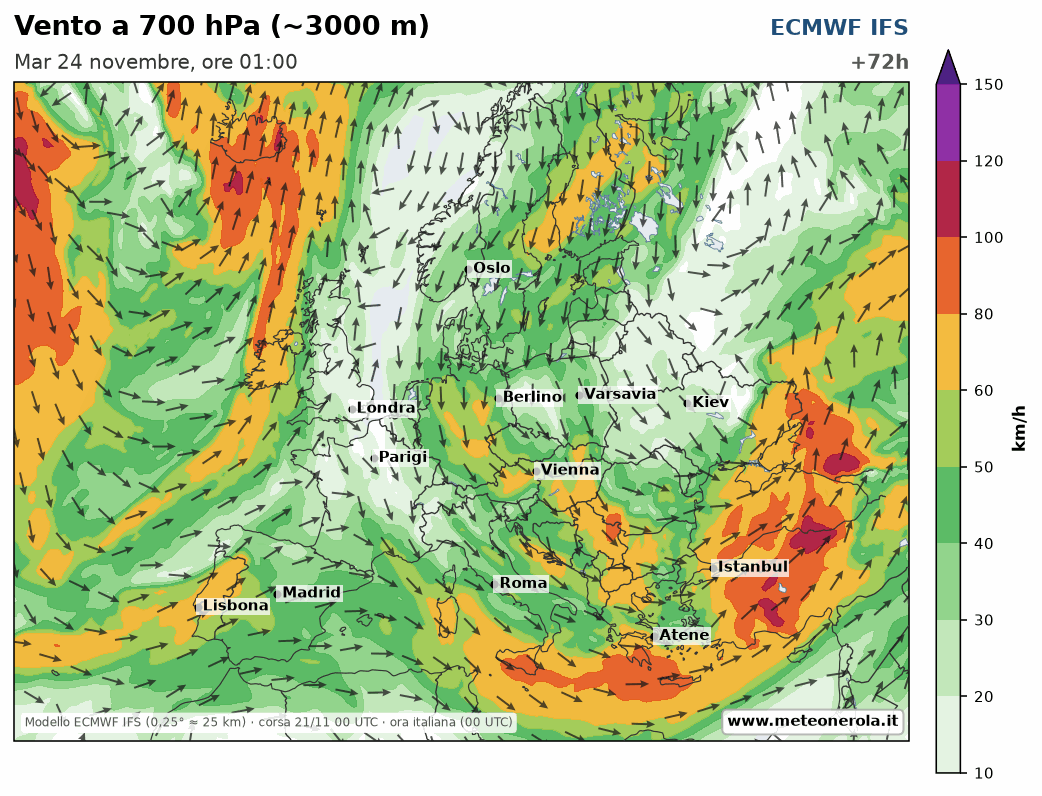 Vento a 700 hPa (~3000 m)
ECMWF IFS
Mar 24 novembre, ore 01:00
+72h
150
120
100
80
60
50
40
30
20
10
km/h
Oslo
Berlino
Varsavia
Kiev
Londra
Parigi
Vienna
Istanbul
Roma
Madrid
Lisbona
Atene
Modello ECMWF IFS (0,25° ≈ 25 km) · corsa 21/11 00 UTC · ora italiana (00 UTC)
www.meteonerola.it